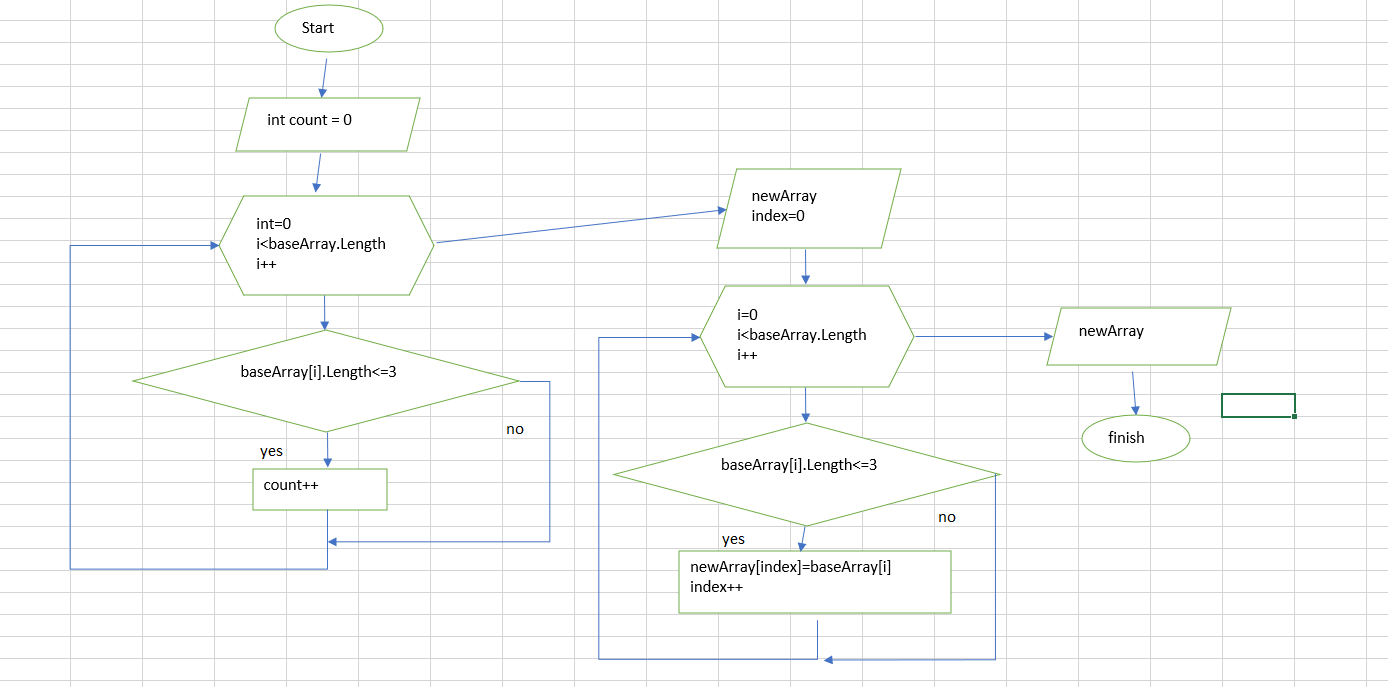 Start
int count = 0
int=0
i<baseArray.Length
i++
baseArray[i].Length<=3
no
yes
count++
newArray
index=0
i=0
i<baseArray.Length
i++
baseArray[i].Length<=3
no
yes
newArray[index]=baseArray[i]
index++
newArray
finish